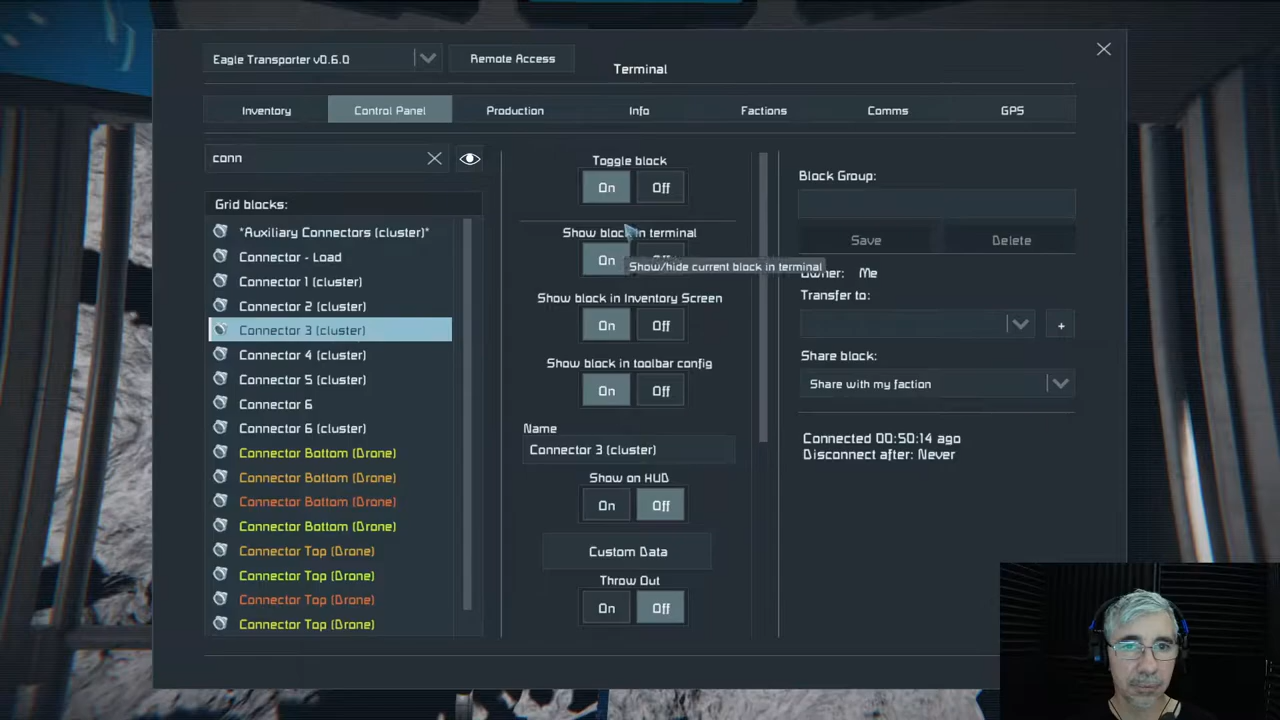 Eagle Transporter v0.6.0
Remote Access
Terminal
Inventory
Control Panel
Production
Info
Factions
Comms
GPS
conn
Grid blocks:
*Auxiliary Connectors (cluster)*
Connector - Load
Connector 1 (cluster)
Connector 2 (cluster)
Connector 3 (cluster)
Connector 4 (cluster)
Connector 5 (cluster)
Connector 6
Connector 6 (cluster)
Connector Bottom (Drone)
Connector Bottom (Drone)
Connector Bottom (Drone)
Connector Bottom (Drone)
Connector Top (Drone)
Connector Top (Drone)
Connector Top (Drone)
Connector Top (Drone)
Toggle block
On Off
Show block in terminal
On
Show/hide current block in terminal
Show block in Inventory Screen
On Off
Show block in toolbar config
On Off
Name
Connector 3 (cluster)
Show on HUD
On Off
Custom Data
Throw Out
On Off
Block Group:
Save
Delete
Owner: Me
Transfer to:
+
Share block:
Share with my faction
Connected 00:50:14 ago
Disconnect after: Never